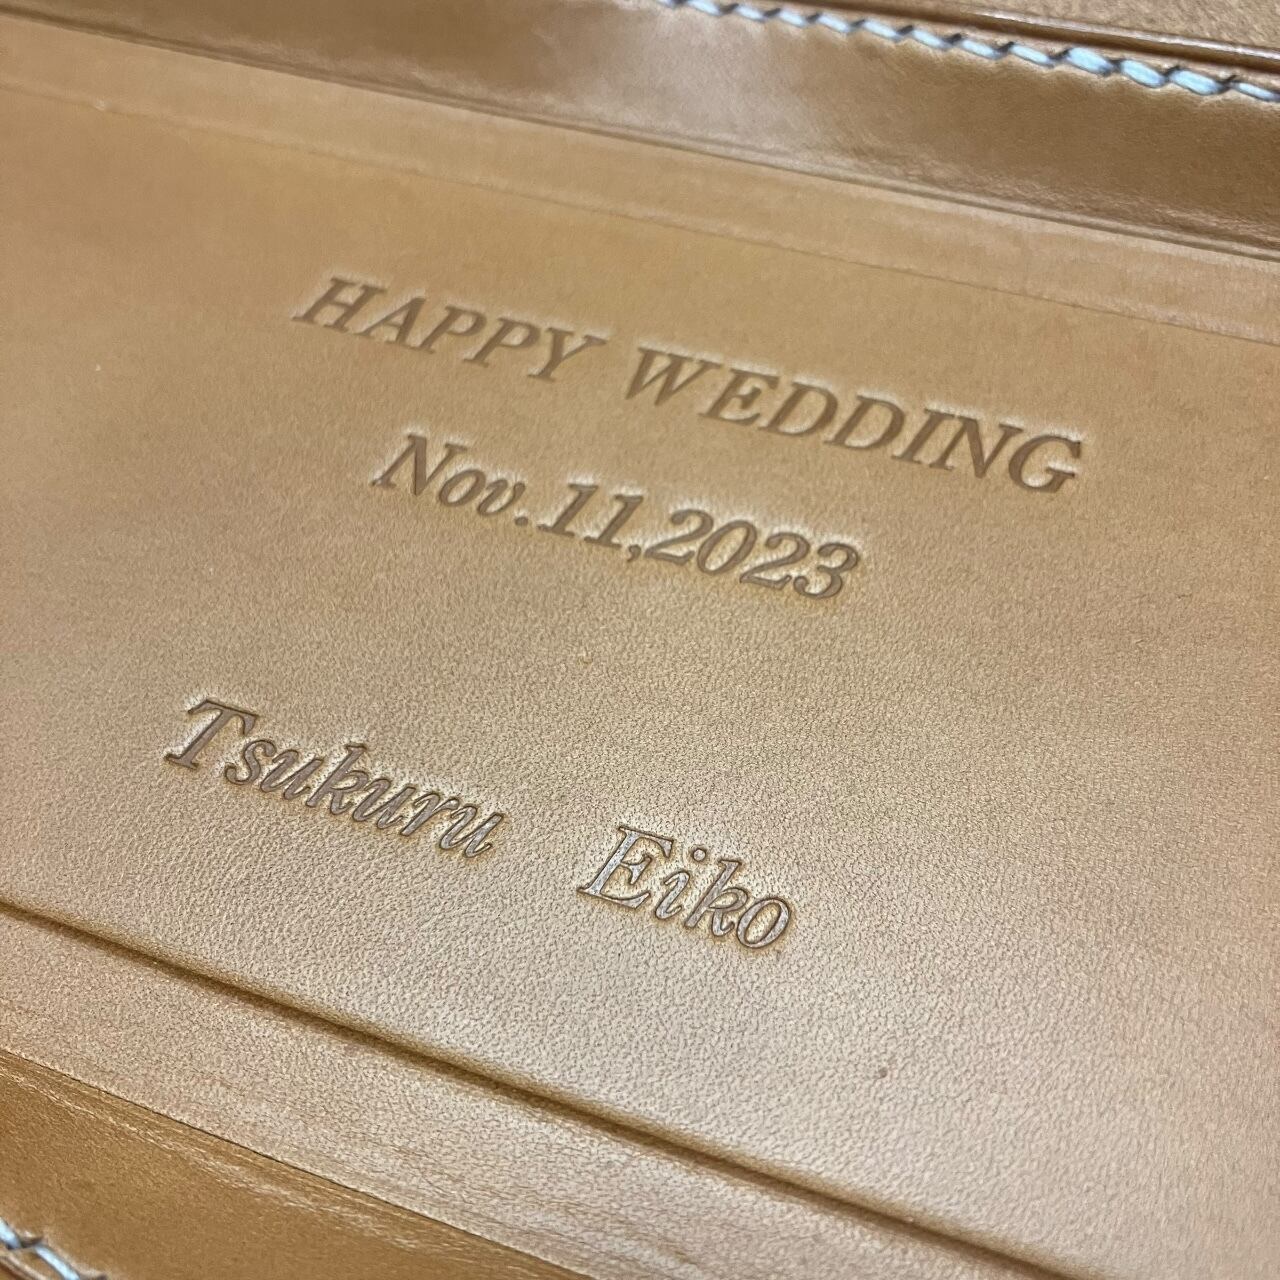 HAPPY WEDDING
Nov.11,2023
Tsukuru Eiko